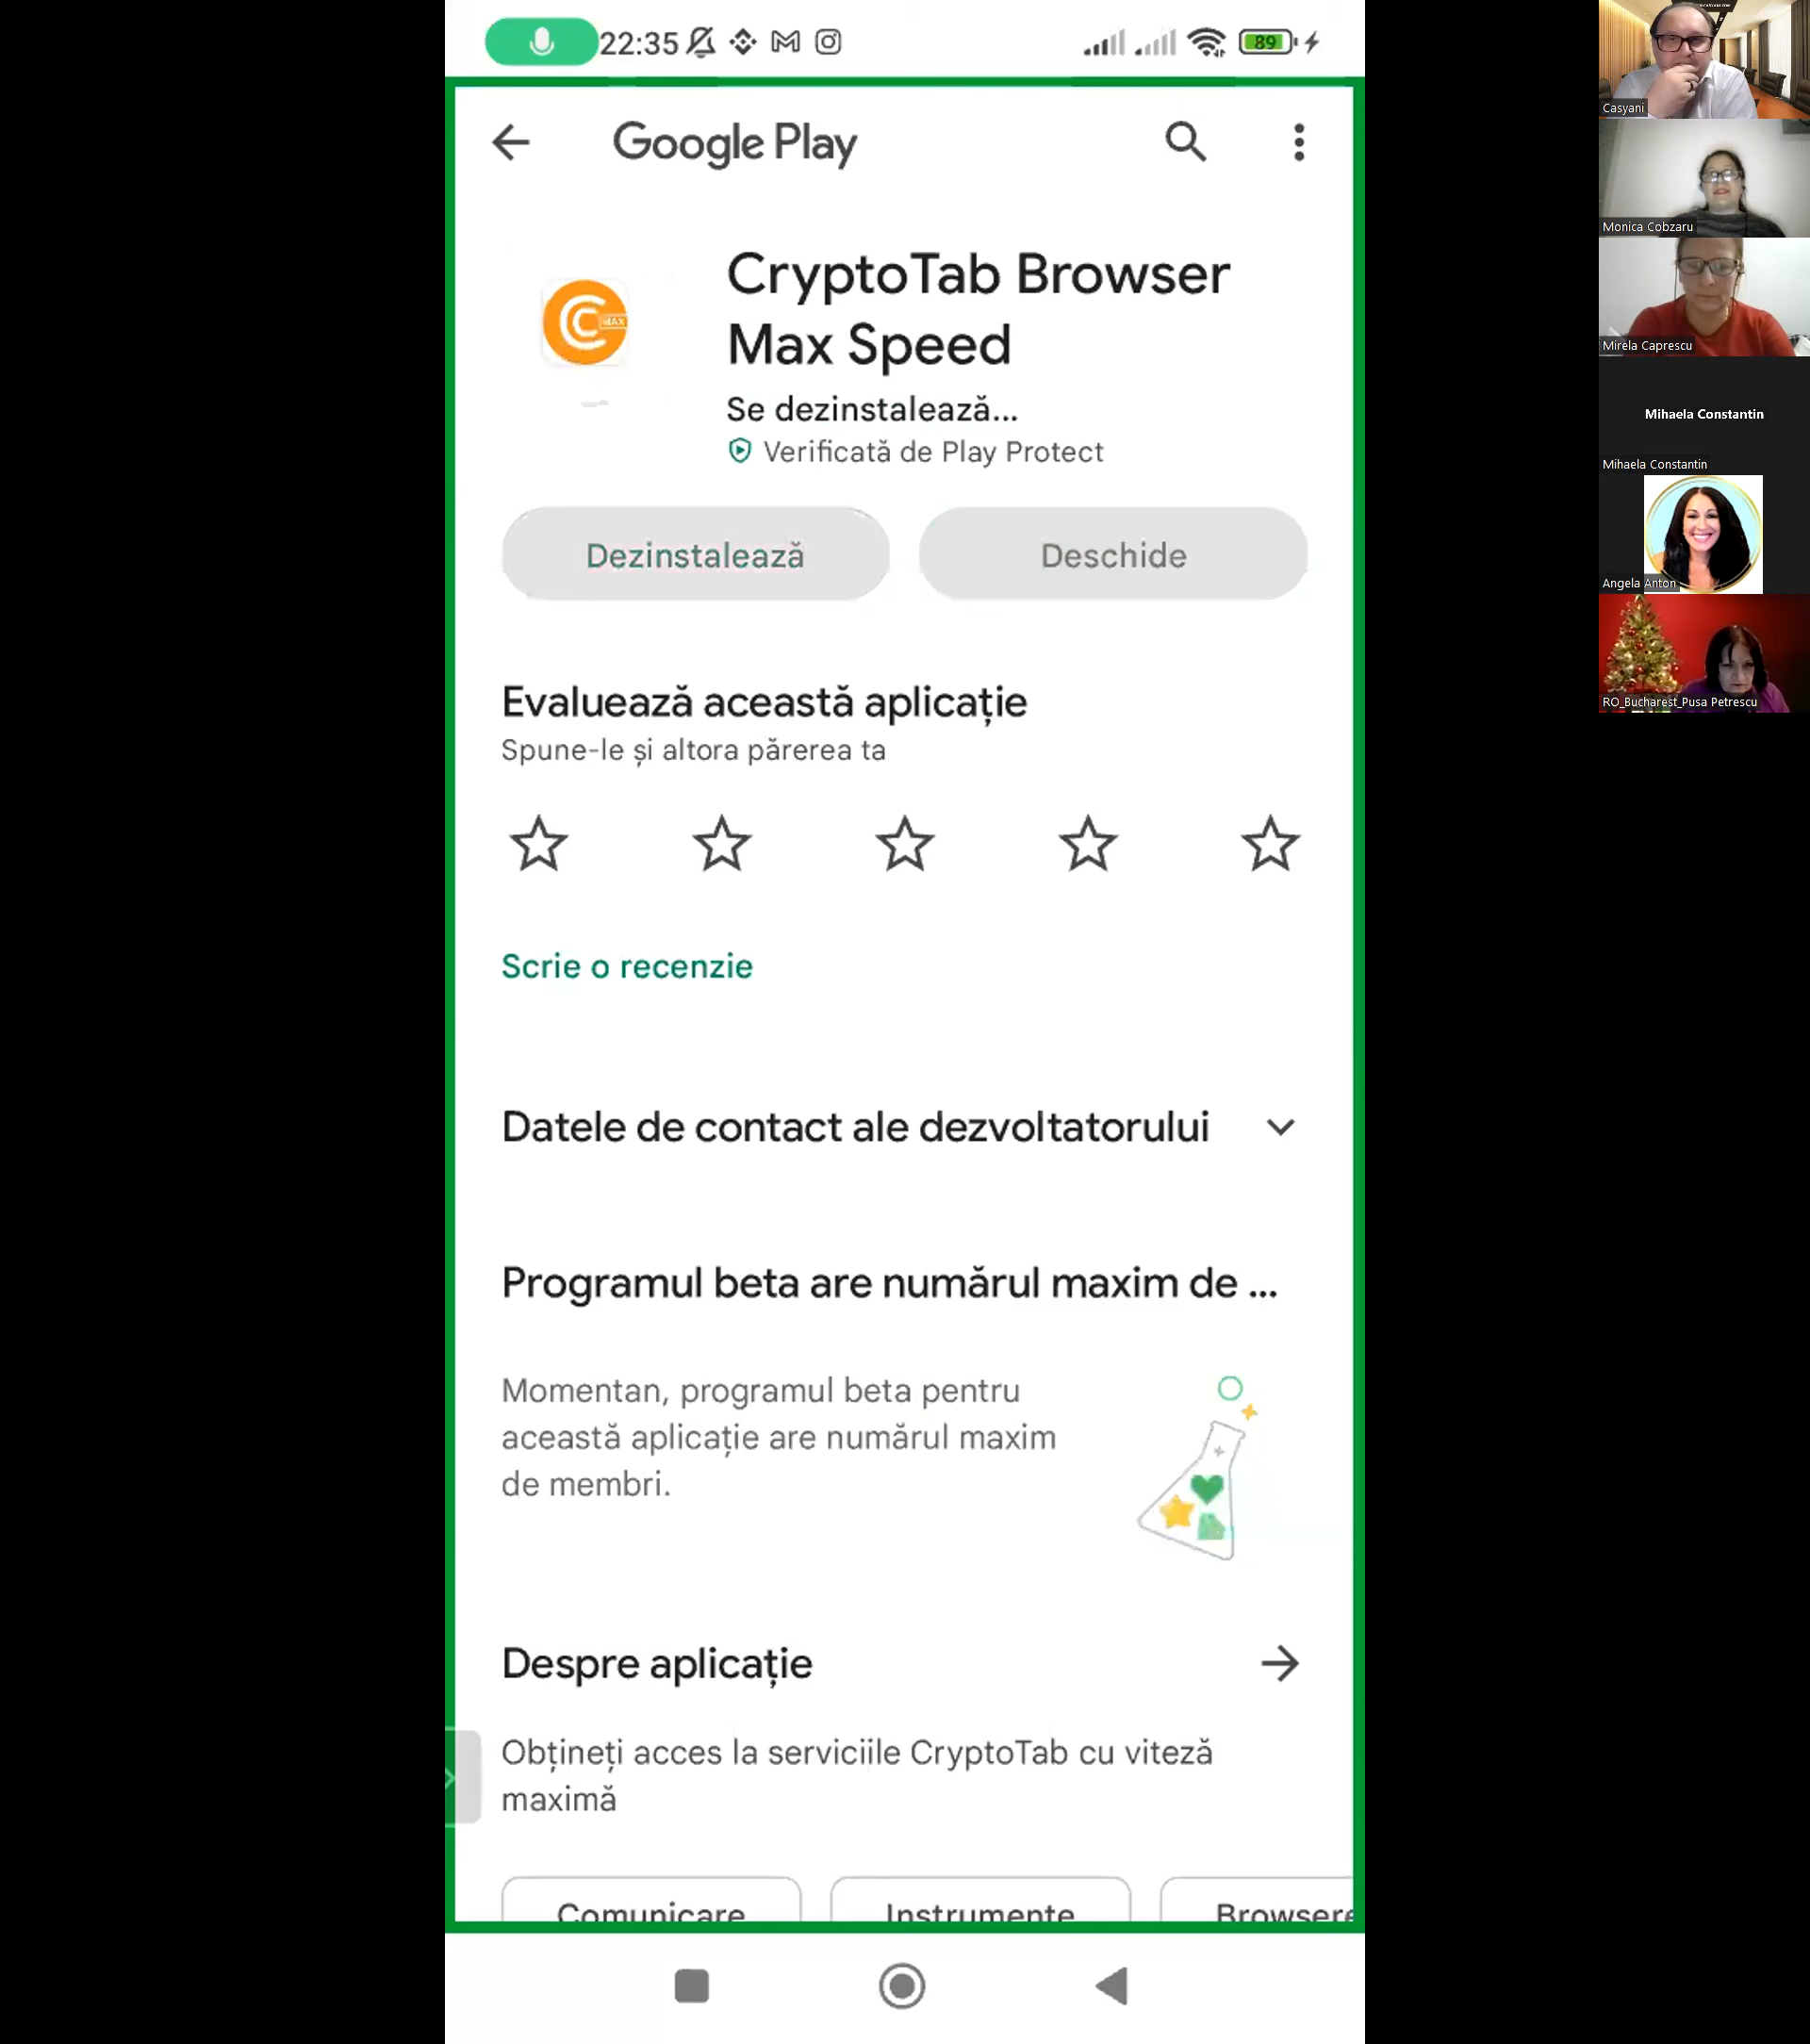 22:35
89
Google Play
CryptoTab Browser
Max Speed
Se dezinstalează...
Verificată de Play Protect
Dezinstalează
Deschide
Evaluează această aplicație
Spune-le și altora părerea ta
Scrie o recenzie
Datele de contact ale dezvoltatorului
Programul beta are numărul maxim de ...
Momentan, programul beta pentru
această aplicație are numărul maxim
de membri.
Despre aplicație
Obțineți acces la serviciile CryptoTab cu viteză
maximă
Comunicare
Instrumente
Browsere
MAX
Casyani
Monica Cobzaru
Mirela Caprescu
Mihaela Constantin
Mihaela Constantin
Angela Anton
RO_Bucharest_Pusa Petrescu